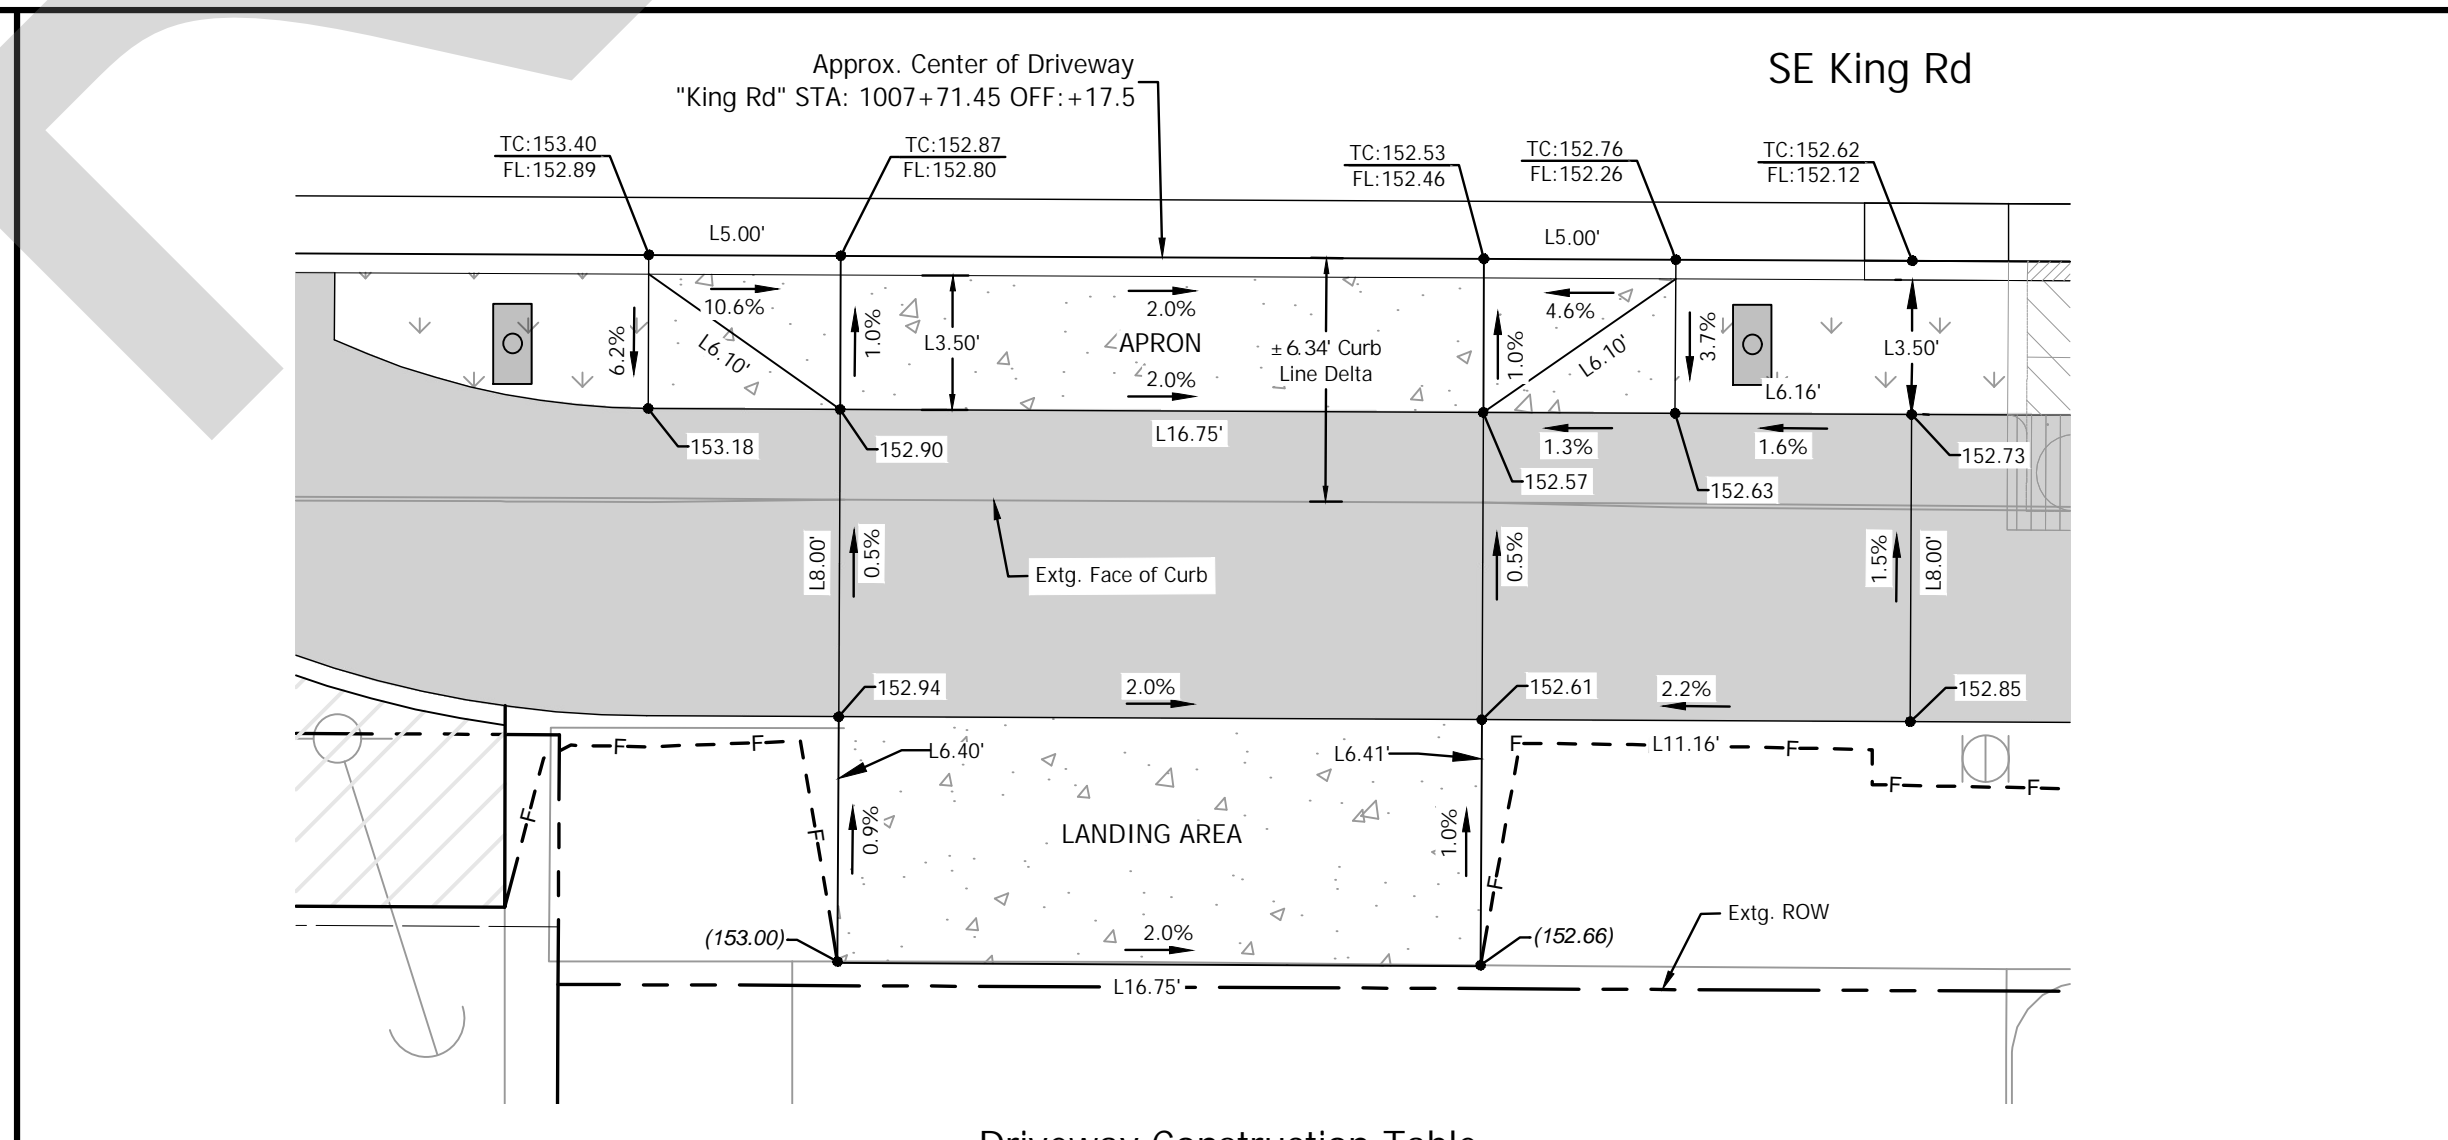 SE King Rd
Approx. Center of Driveway
"King Rd" STA: 1007+71.45 OFF:+17.5
TC:153.40
FL:152.89
TC:152.87
FL:152.80
TC:152.53
FL:152.46
TC:152.76
FL:152.26
TC:152.62
FL:152.12
L5.00'
L5.00'
10.6%
2.0%
4.6%
6.2%
L6.10'
1.0%
L3.50'
APRON
±6.34' Curb
Line Delta
1.0%
L6.10'
3.7%
L3.50'
2.0%
L6.16'
153.18
152.90
L16.75'
1.3%
1.6%
152.73
152.57
152.63
L8.00'
0.5%
Extg. Face of Curb
0.5%
1.5%
L8.00'
152.94
2.0%
152.61
2.2%
152.85
F
F
L6.40'
L6.41'
F
L11.16'
F
F
F
F
F
0.9%
LANDING AREA
1.0%
F
(153.00)
2.0%
(152.66)
Extg. ROW
L16.75'
Driveway Construction Table